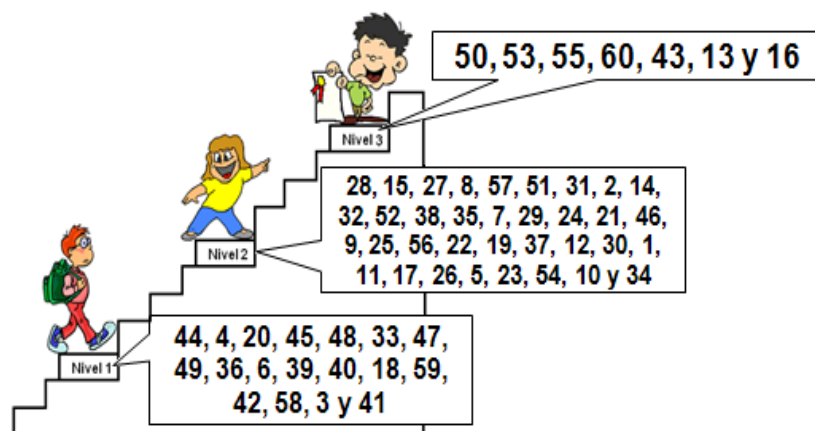 50, 53, 55, 60, 43, 13 y 16
Nivel 3
28, 15, 27, 8, 57, 51, 31, 2, 14,
32, 52, 38, 35, 7, 29, 24, 21, 46,
9, 25, 56, 22, 19, 37, 12, 30, 1,
11, 17, 26, 5, 23, 54, 10 y 34
Nivel 2
44, 4, 20, 45, 48, 33, 47,
49, 36, 6, 39, 40, 18, 59,
42, 58, 3 y 41
Nivel 1